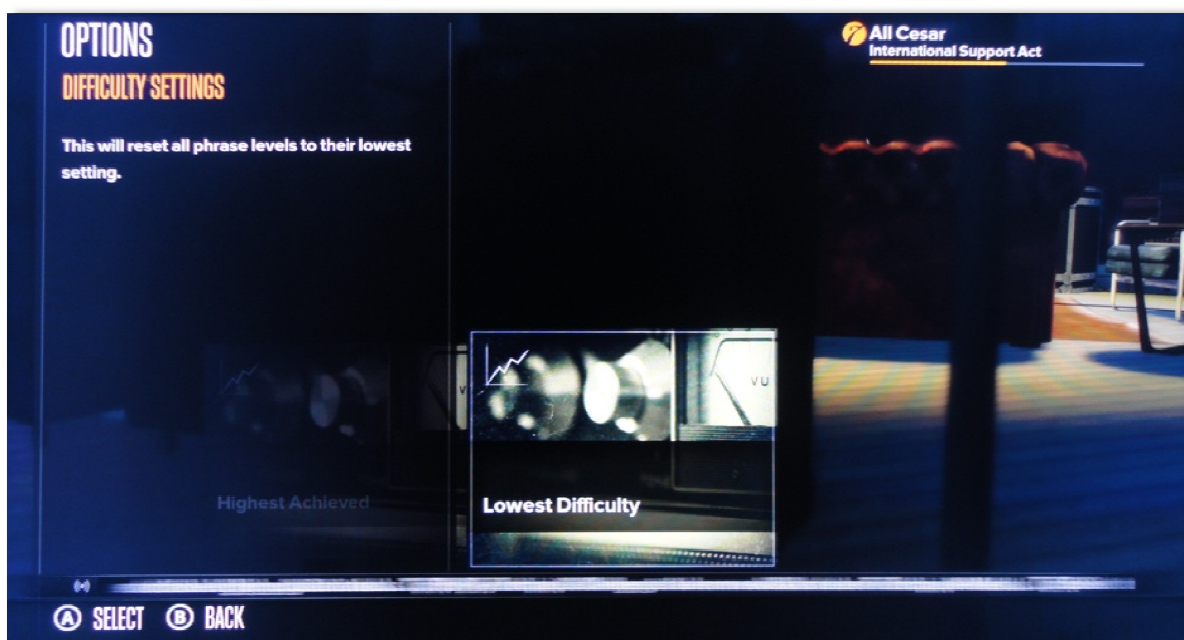 OPTIONS
DIFFICULTY SETTINGS
This will reset all phrase levels to their lowest
setting.
All Cesar
International Support Act
VU
Highest Achieved
Lowest Difficulty
A SELECT B BACK